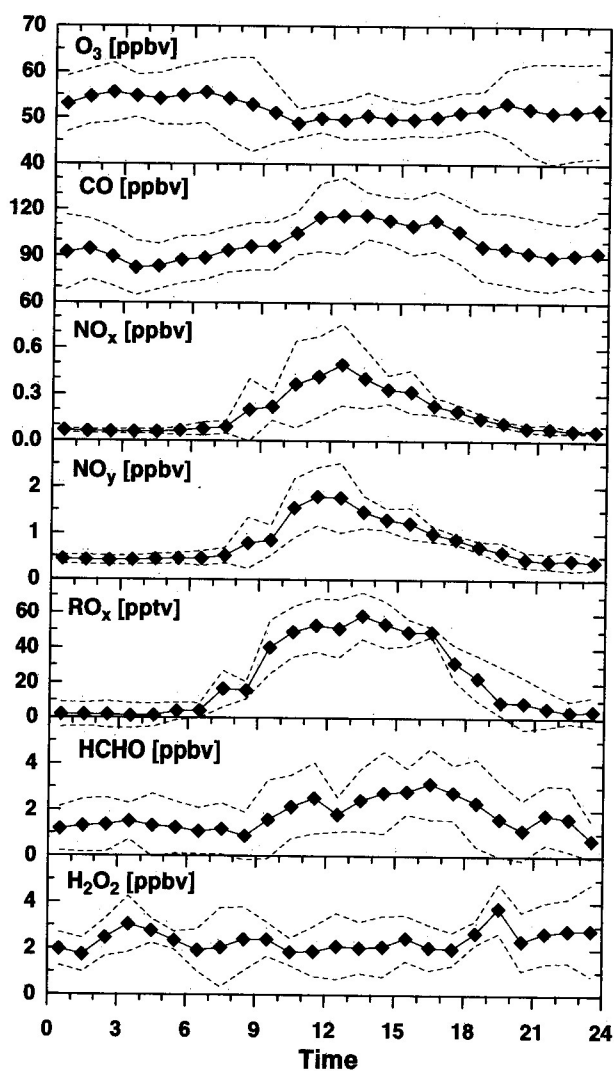 70
O₃ [ppbv]
60
50
40
CO [ppbv]
120
90
60
NOₓ [ppbv]
0.6
0.3
0.0
NOᵧ [ppbv]
2
1
0
ROₓ [pptv]
60
40
20
0
HCHO [ppbv]
4
2
0
H₂O₂ [ppbv]
4
2
0
0 3 6 9 12 15 18 21 24
Time